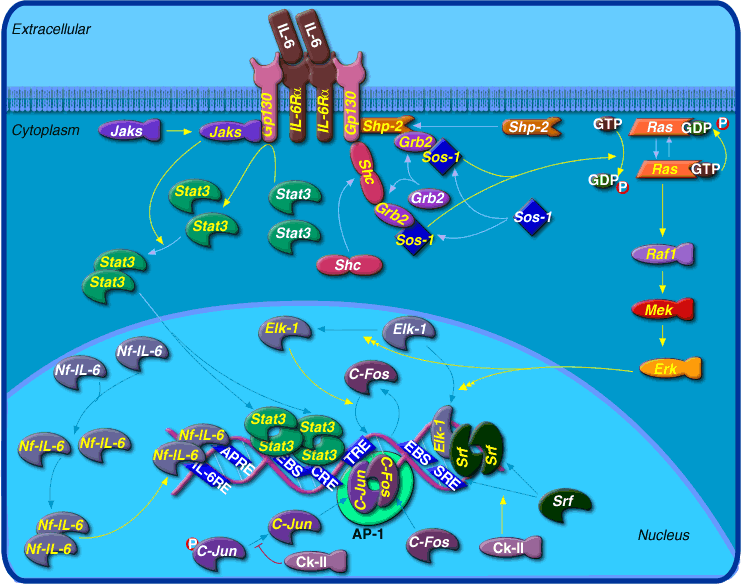 Extracellular
IL-6
IL-6
Gp130
IL-6Rα
IL-6Rα
Gp130
Cytoplasm
Jaks
Jaks
Shp-2
Shp-2
GTP
Ras
GDP
P
Grb2
Sos-1
Shc
Ras
GTP
GDP
P
Stat3
Stat3
Grb2
Stat3
Stat3
Grb2
Sos-1
Sos-1
Shc
Raf1
Stat3
Stat3
Mek
Elk-1
Elk-1
Erk
Nf-IL-6
Nf-IL-6
C-Fos
Nf-IL-6
Nf-IL-6
Nf-IL-6
Nf-IL-6
Stat3
Stat3
Stat3
Stat3
Elk-1
Srf
Srf
IL-6RE
APRE
EBS
CRE
TRE
EBS
SRE
C-Jun
C-Fos
Nf-IL-6
Nf-IL-6
Srf
AP-1
C-Jun
P
C-Jun
Ck-II
C-Fos
Ck-II
Nucleus